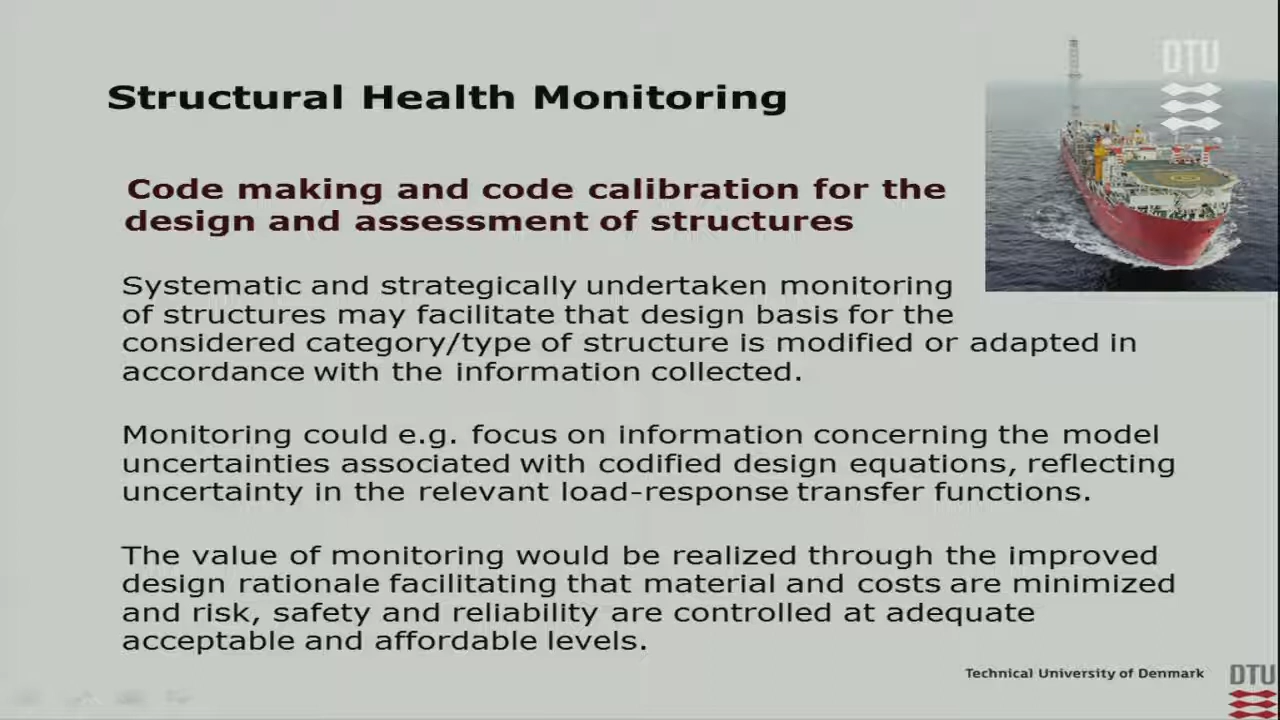 DTU
Structural Health Monitoring
Code making and code calibration for the
design and assessment of structures
Systematic and strategically undertaken monitoring
of structures may facilitate that design basis for the
considered category/type of structure is modified or adapted in
accordance with the information collected.
Monitoring could e.g. focus on information concerning the model
uncertainties associated with codified design equations, reflecting
uncertainty in the relevant load-response transfer functions.
The value of monitoring would be realized through the improved
design rationale facilitating that material and costs are minimized
and risk, safety and reliability are controlled at adequate
acceptable and affordable levels.
Technical University of Denmark
DTU